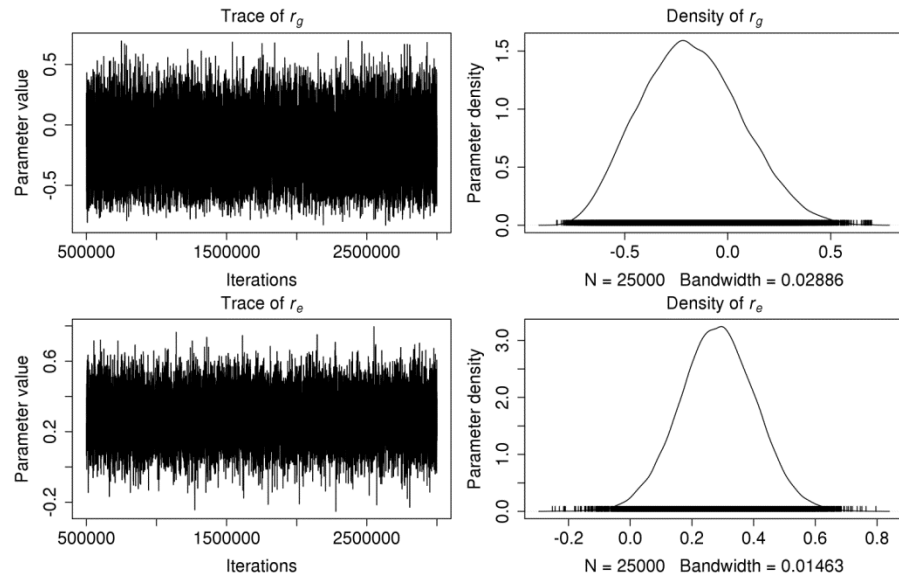 Trace of r_g
Parameter value
0.5
0.0
-0.5
500000
1500000
2500000
Iterations
Density of r_g
Parameter density
1.5
1.0
0.5
0.0
-0.5
0.0
0.5
N = 25000 Bandwidth = 0.02886
Trace of r_e
Parameter value
0.6
0.2
-0.2
500000
1500000
2500000
Iterations
Density of r_e
Parameter density
3.0
2.0
1.0
0.0
-0.2
0.0
0.2
0.4
0.6
0.8
N = 25000 Bandwidth = 0.01463